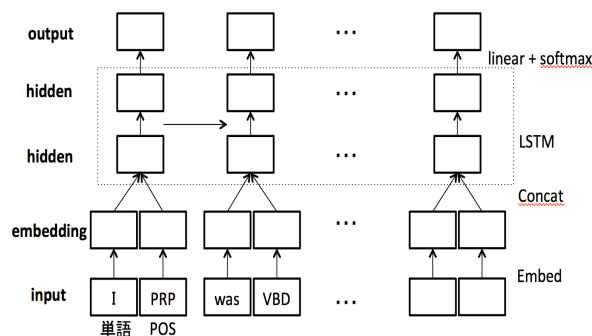 output ...
linear + softmax
hidden ...
hidden ...
LSTM
Concat
embedding ...
Embed
input I PRP was VBD ...
単語 POS